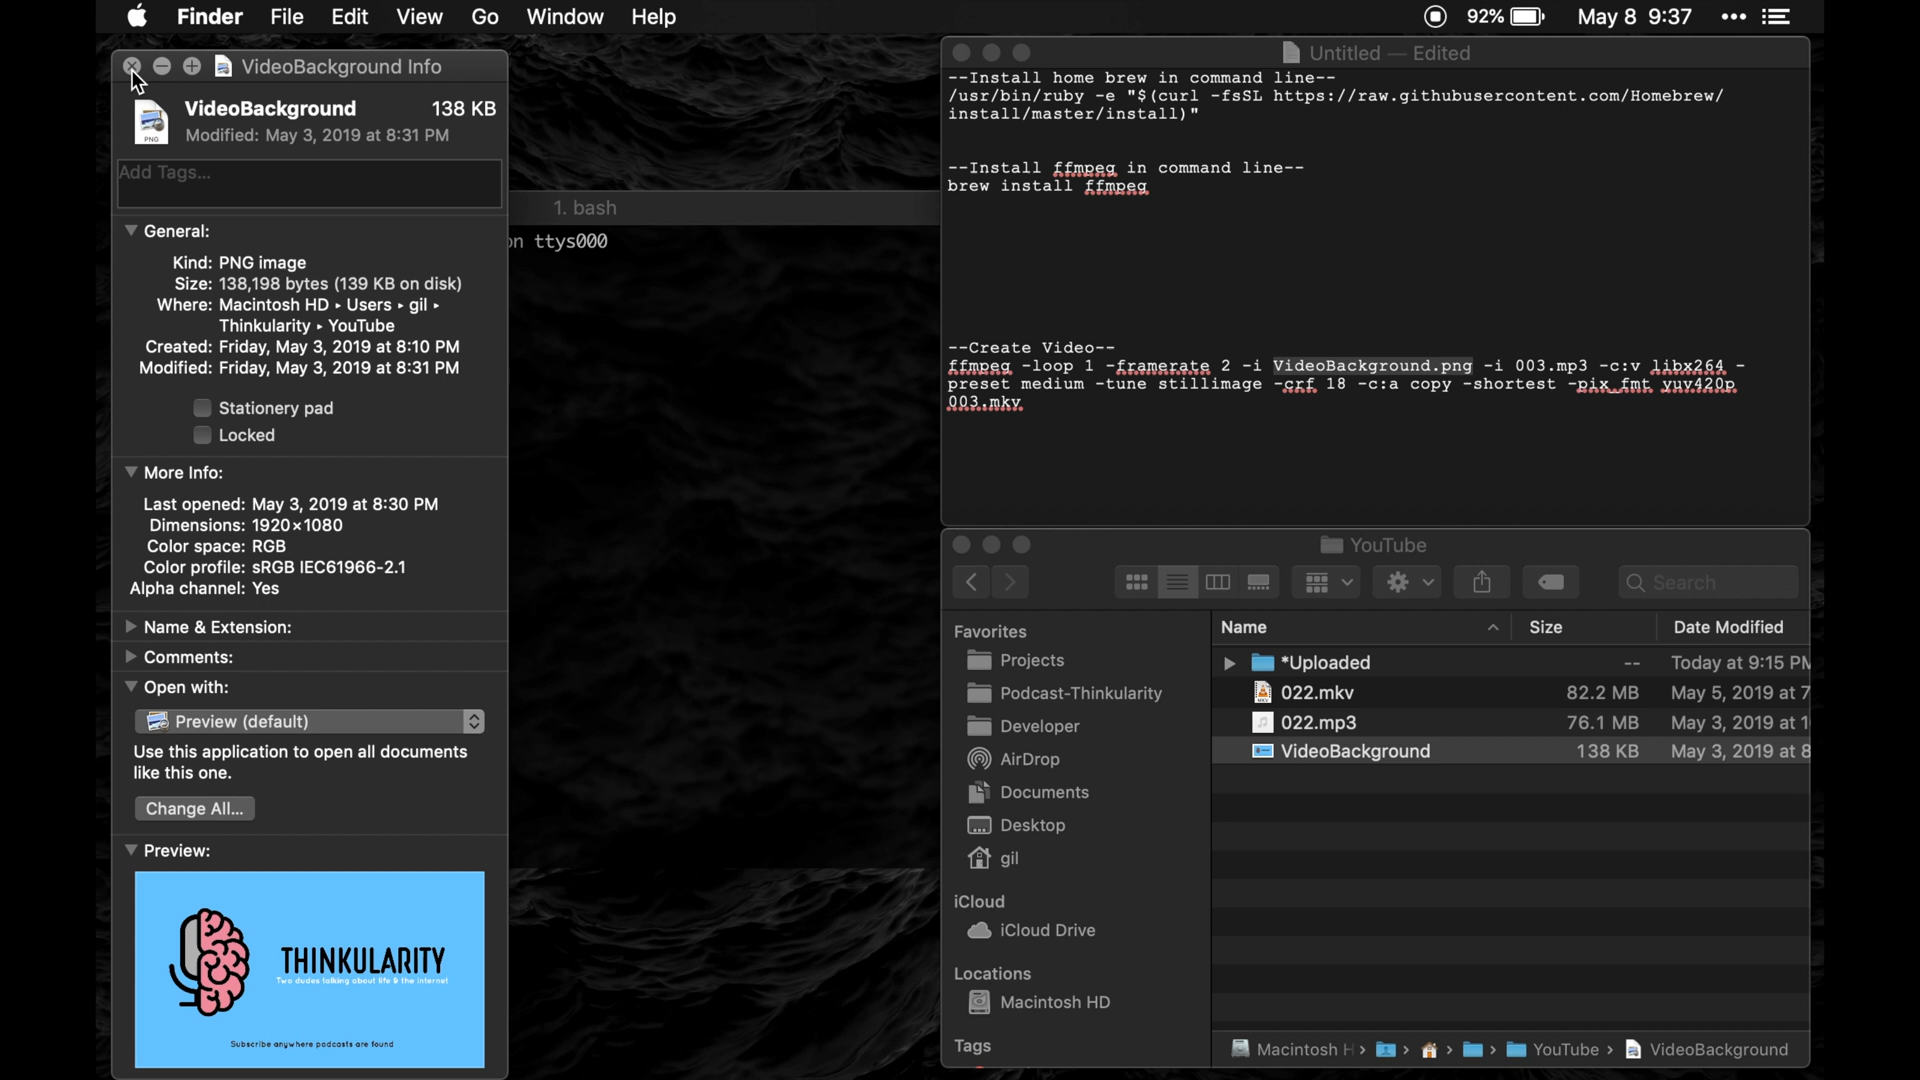 Finder File Edit View Go Window Help 92% May 8 9:37
VideoBackground Info
VideoBackground 138 KB
PNG
Modified: May 3, 2019 at 8:31 PM
Add Tags...
General:
Kind: PNG image
Size: 138,198 bytes (139 KB on disk)
Where: Macintosh HD ▸ Users ▸ gil ▸
Thinkularity ▸ YouTube
Created: Friday, May 3, 2019 at 8:10 PM
Modified: Friday, May 3, 2019 at 8:31 PM
Stationery pad
Locked
More Info:
Last opened: May 3, 2019 at 8:30 PM
Dimensions: 1920×1080
Color space: RGB
Color profile: sRGB IEC61966-2.1
Alpha channel: Yes
Name & Extension:
Comments:
Open with:
Preview (default)
Use this application to open all documents
like this one.
Change All...
Preview:
THINKULARITY
Two dudes talking about life & the internet
Subscribe anywhere podcasts are found
1. bash
on ttys000
Untitled — Edited
--Install home brew in command line--
/usr/bin/ruby -e "$(curl -fsSL https://raw.githubusercontent.com/Homebrew/
install/master/install)"
--Install ffmpeg in command line--
brew install ffmpeg
--Create Video--
ffmpeg -loop 1 -framerate 2 -i VideoBackground.png -i 003.mp3 -c:v libx264 -
preset medium -tune stillimage -crf 18 -c:a copy -shortest -pix_fmt yuv420p
003.mkv
YouTube
Search
Favorites
Projects
Podcast-Thinkularity
Developer
AirDrop
Documents
Desktop
gil
iCloud
iCloud Drive
Locations
Macintosh HD
Tags
Name Size Date Modified
*Uploaded -- Today at 9:15 PM
022.mkv 82.2 MB May 5, 2019 at 7
022.mp3 76.1 MB May 3, 2019 at 1
VideoBackground 138 KB May 3, 2019 at 8
Macintosh H › › › › YouTube › VideoBackground